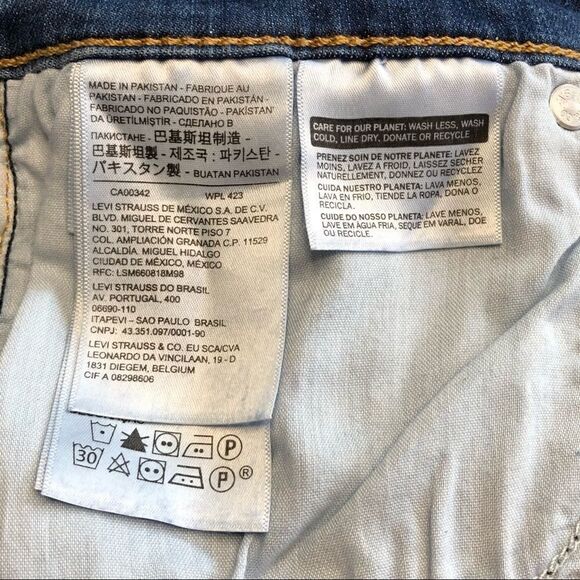 MADE IN PAKISTAN - FABRIQUE AU
PAKISTAN - FABRICADO EN PAKISTÁN -
FABRICADO NO PAQUISTÃO - PAKİSTAN'
DA ÜRETİLMİŞTİR - СДЕЛАНО В
ПАКИСТАНЕ - 巴基斯坦制造 -
巴基斯坦製 - 제조국 : 파키스탄 -
パキスタン製 - BUATAN PAKISTAN
CA00342 WPL 423
LEVI STRAUSS DE MÉXICO S.A. DE C.V.
BLVD. MIGUEL DE CERVANTES SAAVEDRA
NO. 301, TORRE NORTE PISO 7
COL. AMPLIACIÓN GRANADA C.P. 11529
ALCALDÍA. MIGUEL HIDALGO
CIUDAD DE MÉXICO, MÉXICO
RFC: LSM660818M98
LEVI STRAUSS DO BRASIL
AV. PORTUGAL, 400
06690-110
ITAPEVI – SAO PAULO BRASIL
CNPJ: 43.351.097/0001-90
LEVI STRAUSS & CO. EU SCA/CVA
LEONARDO DA VINCILAAN, 19 - D
1831 DIEGEM, BELGIUM
CIF A 08298606
P
30 P ®
CARE FOR OUR PLANET: WASH LESS, WASH
COLD, LINE DRY, DONATE OR RECYCLE
PRENEZ SOIN DE NOTRE PLANETE: LAVEZ
MOINS, LAVEZ A FROID, LAISSEZ SECHER
NATURELLEMENT, DONNEZ OU RECYCLEZ
CUIDA NUESTRO PLANETA: LAVA MENOS,
LAVA EN FRIO, TIENDE LA ROPA, DONA O
RECICLA.
CUIDE DO NOSSO PLANETA: LAVE MENOS,
LAVE EM ÁGUA FRIA, SEQUE EM VARAL, DOE
OU RECICLE.